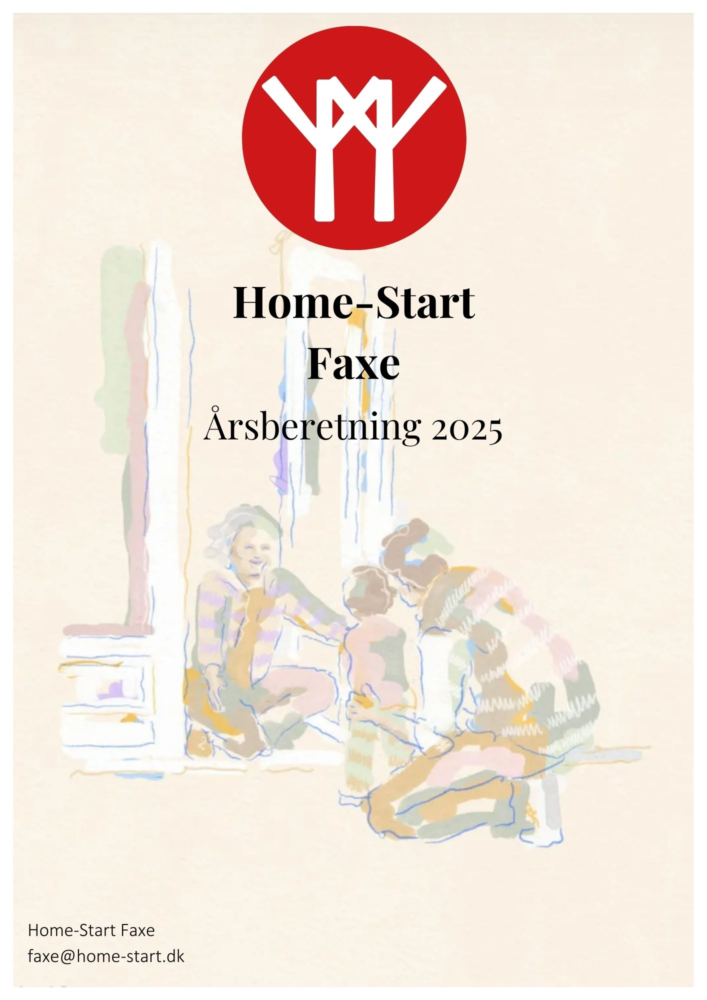 Home-Start
Faxe
Årsberetning 2025
Home-Start Faxe
faxe@home-start.dk